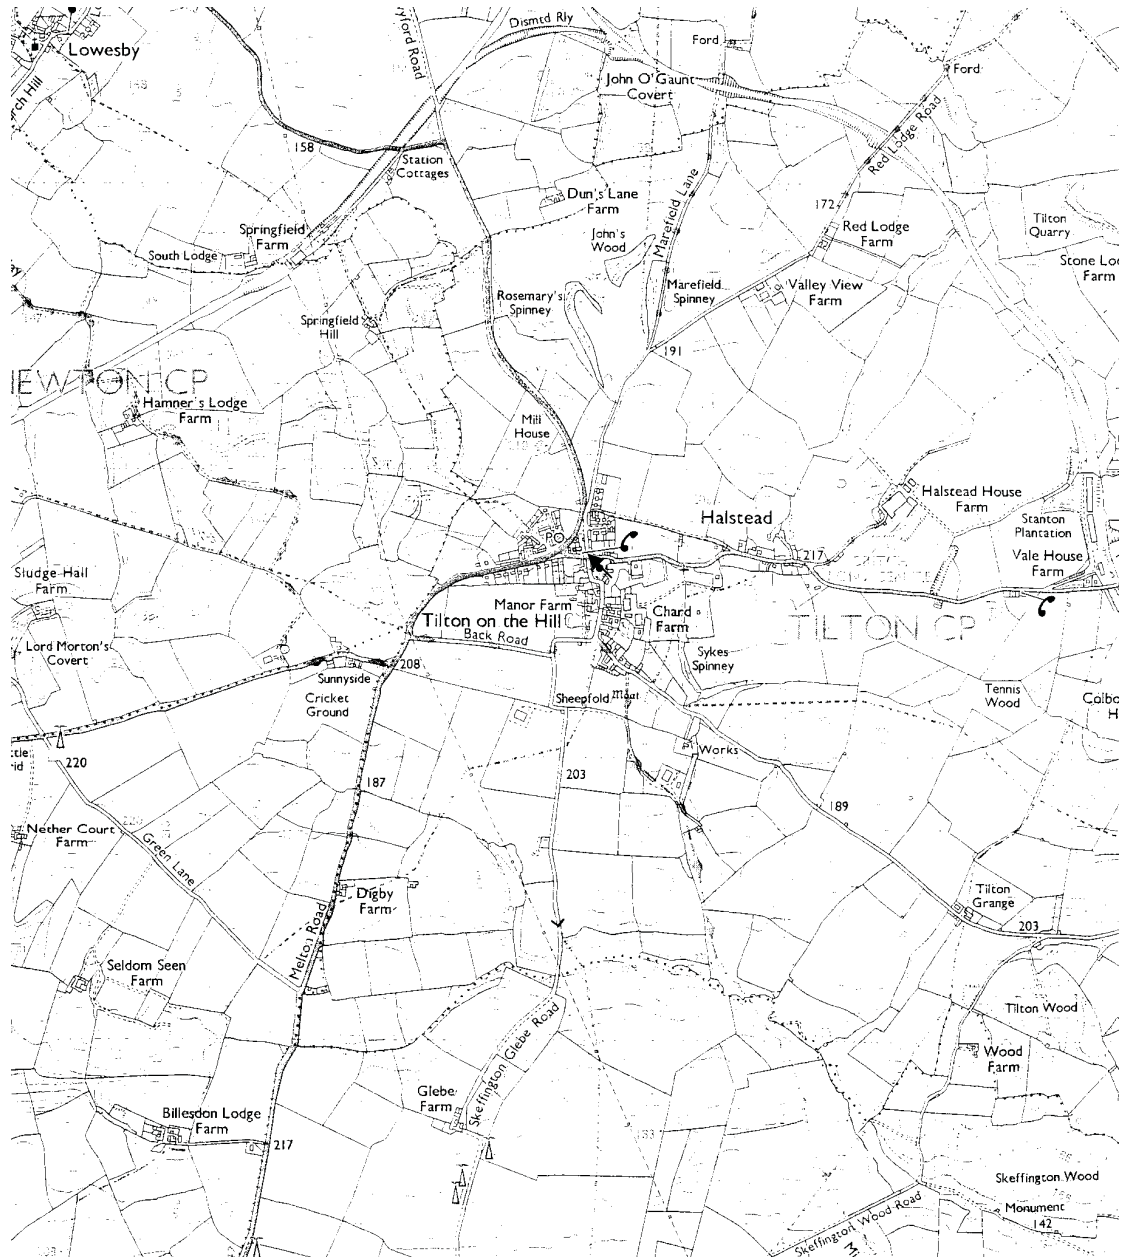 Dismtd Rly
Ford
Lowesby
John O'Gaunt
Covert
Ford
Red Lodge Road
158
Station
Cottages
Marefield Lane
Dun's Lane
Farm
172
Tilton
Quarry
Springfield
Farm
John's
Wood
Red Lodge
Farm
South Lodge
Farm
Marefield
Spinney
Valley View
Farm
Rosemary's
Spinney
Springfield
Hill
191
Hamner's Lodge
Farm
Mill
House
Halstead House
Farm
Halstead
Stanton
Plantation
PO
217
Vale House
Farm
Sludge Hall
Farm
Manor Farm
Chard
Farm
Tilton on the Hill
TILTON CP
Back Road
Lord Morton's
Covert
208
Sykes
Spinney
Sunnyside
Cricket
Ground
Sheepfold
Moat
Tennis
Wood
Works
220
203
187
189
Nether Court
Farm
Green Lane
Digby
Farm
Tilton
Grange
Melton Road
203
Seldom Seen
Farm
Tilton Wood
Skeffington Glebe Road
Wood
Farm
Glebe
Farm
Billesdon Lodge
Farm
183
217
Skeffington Wood
Skeffington Wood Road
Monument
142